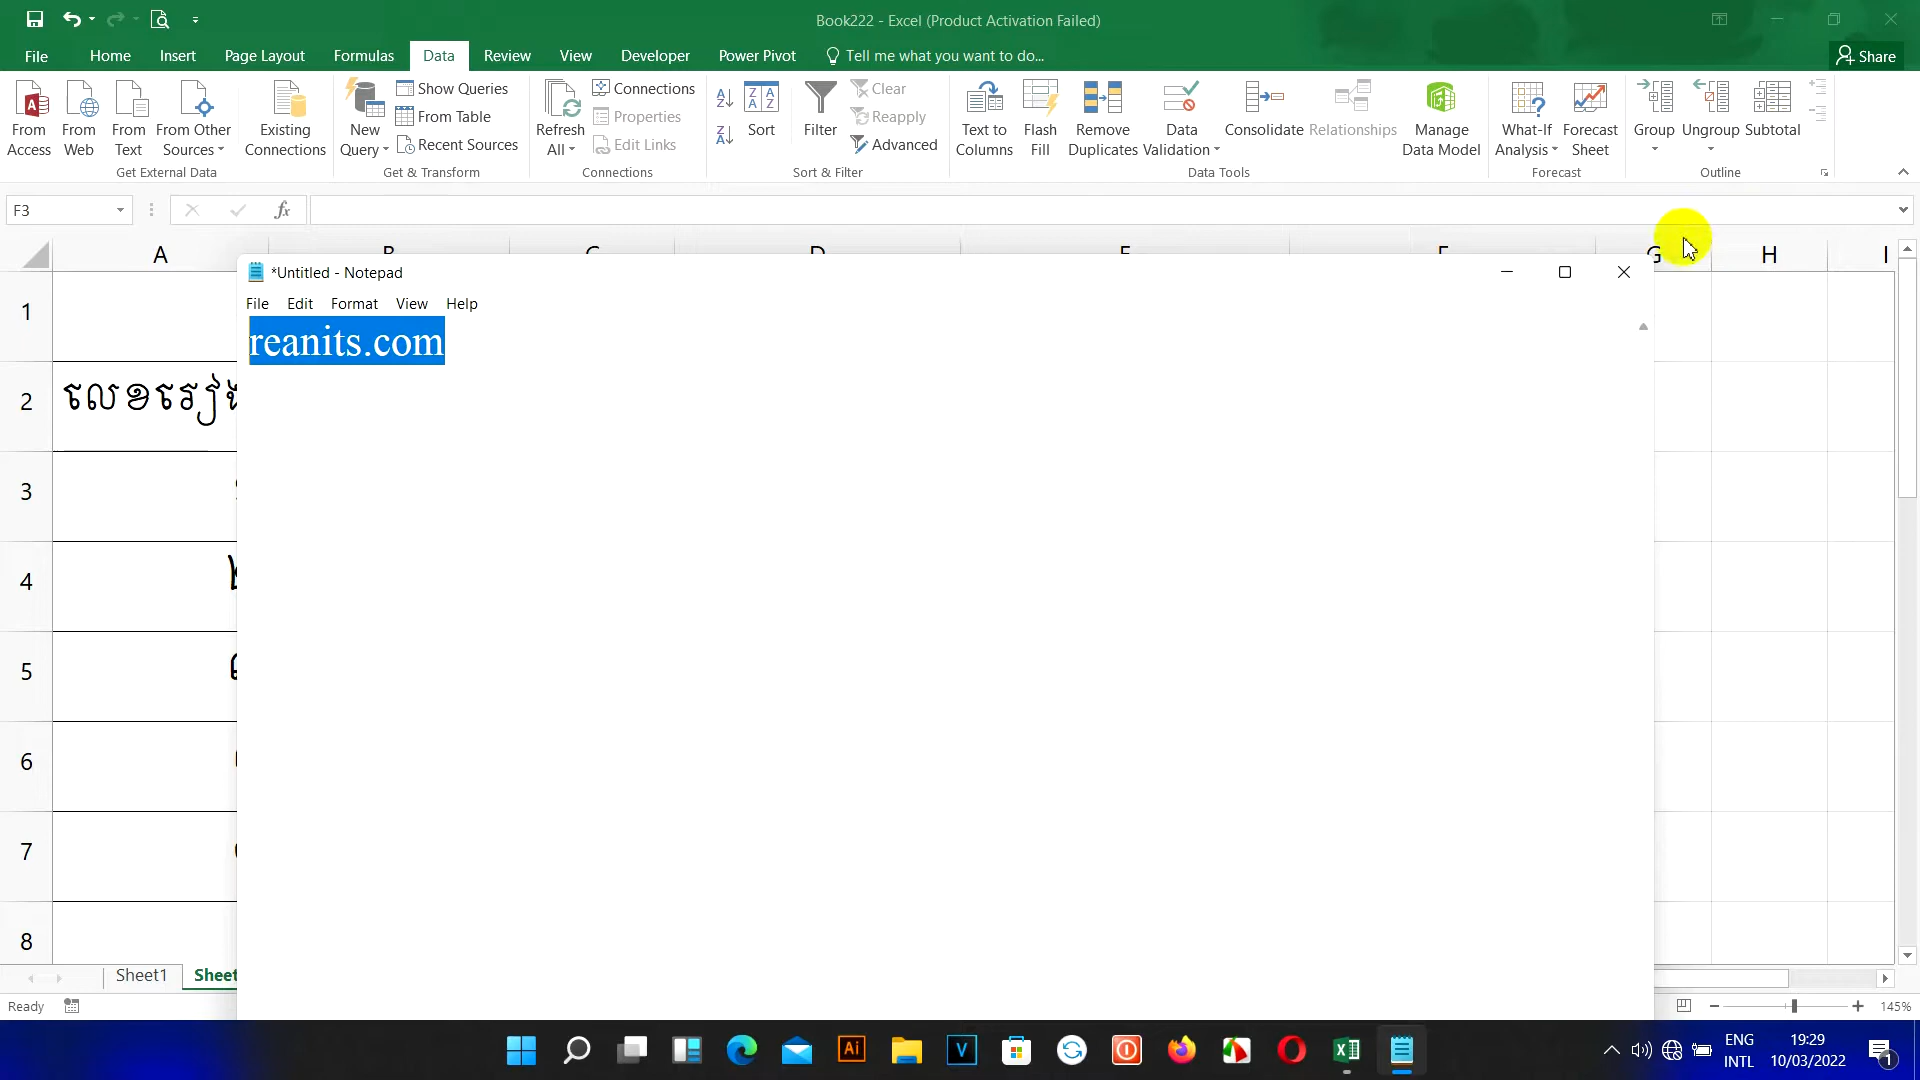 Book222 - Excel (Product Activation Failed)
File Home Insert Page Layout Formulas Data Review View Developer Power Pivot Tell me what you want to do... Share
From Access
From Web
From Text
From Other Sources
Existing Connections
Get External Data
New Query
Show Queries
From Table
Recent Sources
Get & Transform
Refresh All
Connections
Properties
Edit Links
Connections
Sort
Filter
Clear
Reapply
Advanced
Sort & Filter
Text to Columns
Flash Fill
Remove Duplicates
Data Validation
Consolidate
Relationships
Manage Data Model
Data Tools
What-If Analysis
Forecast Sheet
Forecast
Group
Ungroup
Subtotal
Outline
F3 fx
A B C D E F G H I
*Untitled - Notepad
File Edit Format View Help
reanits.com
1
2 លេខរៀង
3
4
5
6
7
8
Sheet1 Sheet
Ready 145%
ENG 19:29
INTL 10/03/2022 1